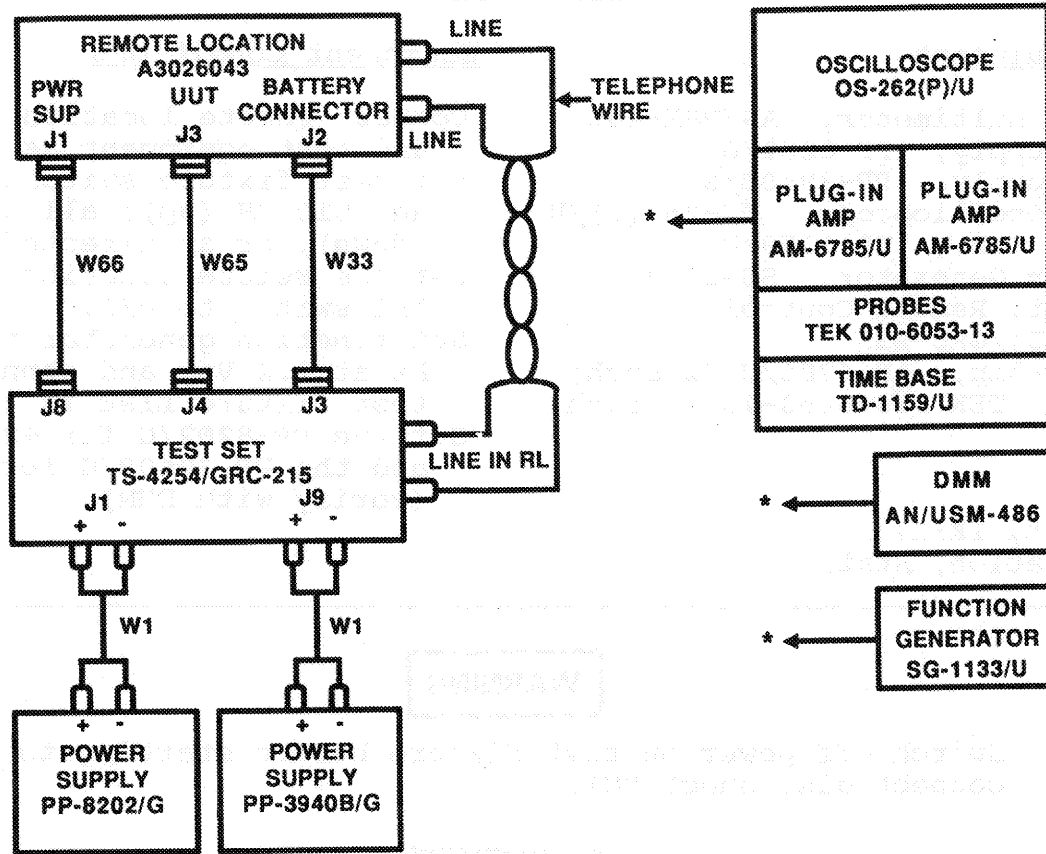 REMOTE LOCATION
A3026043
UUT
PWR
SUP
J1
J3
BATTERY
CONNECTOR
J2
LINE
LINE
TELEPHONE
WIRE
W66
W65
W33
J8
J4
J3
TEST SET
TS-4254/GRC-215
LINE IN RL
J1
+ -
J9
+ -
W1
W1
+ -
POWER
SUPPLY
PP-8202/G
+ -
POWER
SUPPLY
PP-3940B/G
OSCILLOSCOPE
OS-262(P)/U
*
PLUG-IN
AMP
AM-6785/U
PLUG-IN
AMP
AM-6785/U
PROBES
TEK 010-6053-13
TIME BASE
TD-1159/U
*
DMM
AN/USM-486
*
FUNCTION
GENERATOR
SG-1133/U